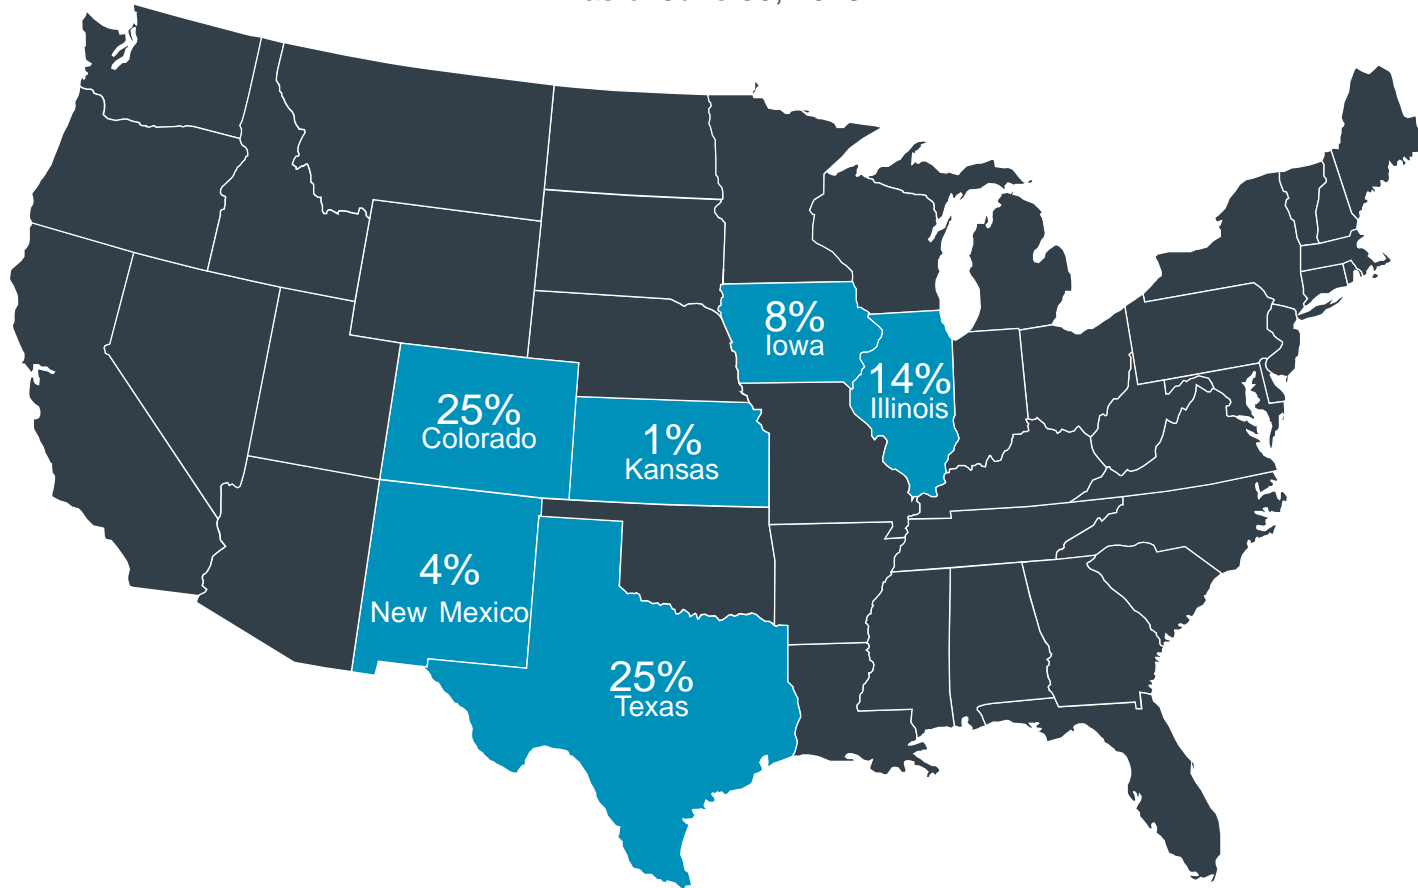 8%
Iowa
14%
Illinois
25%
Colorado
1%
Kansas
4%
New Mexico
25%
Texas